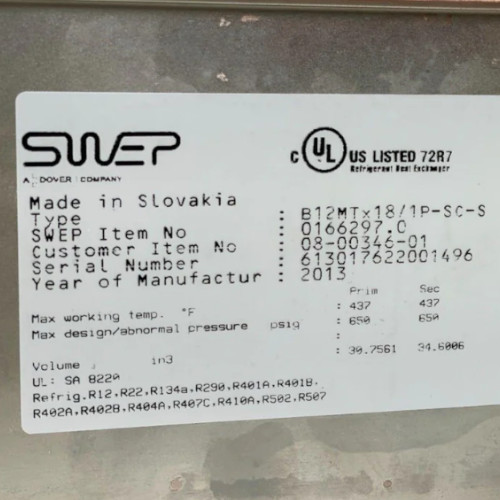 SWEP
A DOVER COMPANY
C UL US LISTED 72R7
Refrigerant Heat Exchanger
Made in Slovakia
Type : B12MTx18/1P-SC-S
SWEP Item No : 0166297.0
Customer Item No : 08-00346-01
Serial Number : 613017622001496
Year of Manufactur : 2013
Prim Sec
Max working temp. °F : 437 437
Max design/abnormal pressure psig : 650 650
:
Volume , in3 : 30.7561 34.6006
UL: SA 8220
Refrig.R12,R22,R134a,R290,R401A,R401B,
R402A,R402B,R404A,R407C,R410A,R502,R507